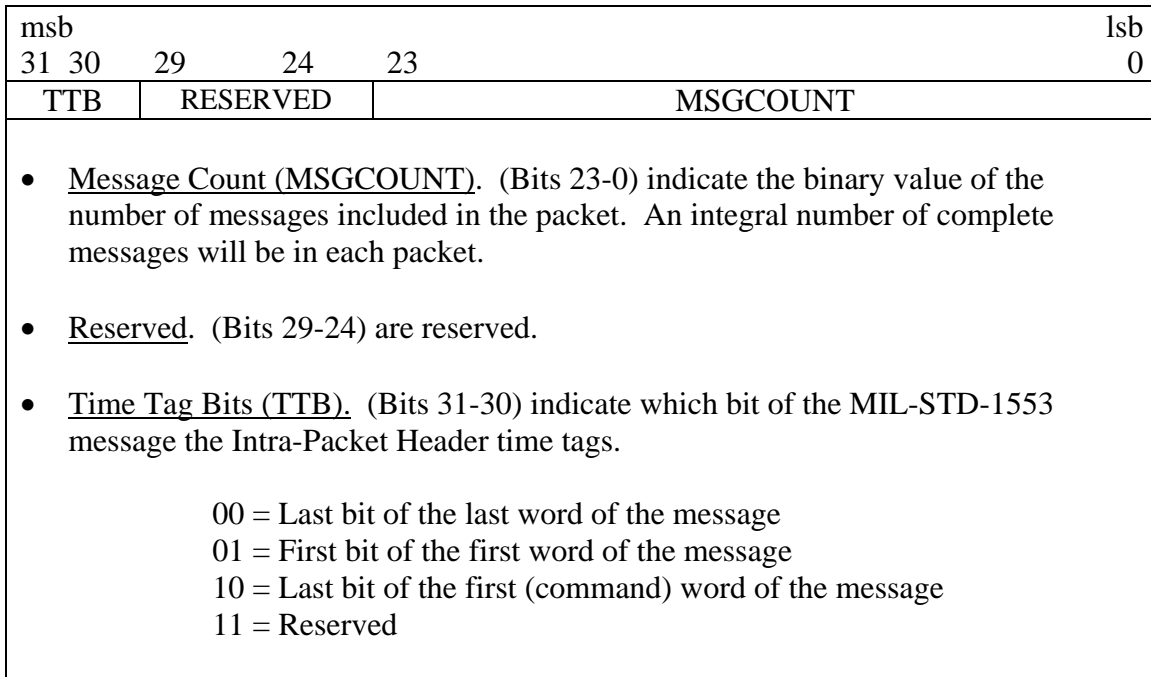 msb lsb
31 30 29 24 23 0
TTB RESERVED MSGCOUNT
• Message Count (MSGCOUNT). (Bits 23-0) indicate the binary value of the
number of messages included in the packet. An integral number of complete
messages will be in each packet.
• Reserved. (Bits 29-24) are reserved.
• Time Tag Bits (TTB). (Bits 31-30) indicate which bit of the MIL-STD-1553
message the Intra-Packet Header time tags.
00 = Last bit of the last word of the message
01 = First bit of the first word of the message
10 = Last bit of the first (command) word of the message
11 = Reserved